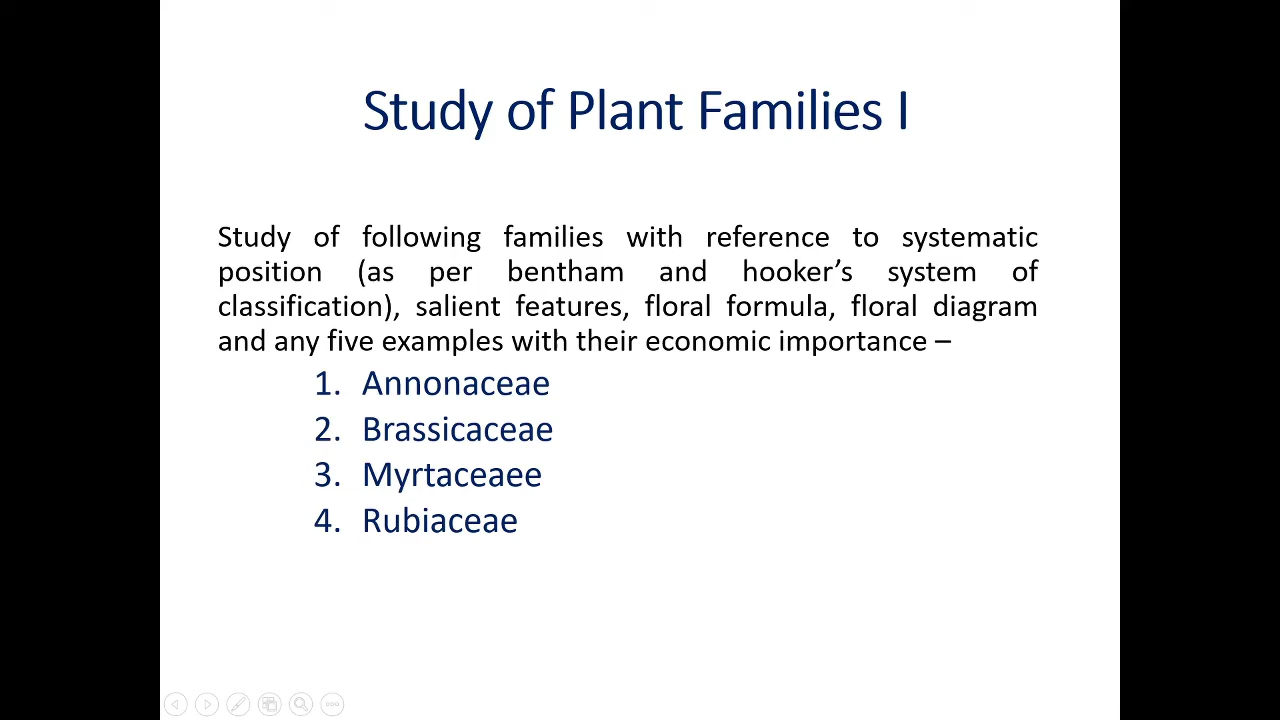 Study of Plant Families I
Study of following families with reference to systematic
position (as per bentham and hooker’s system of
classification), salient features, floral formula, floral diagram
and any five examples with their economic importance –
1. Annonaceae
2. Brassicaceae
3. Myrtaceaee
4. Rubiaceae